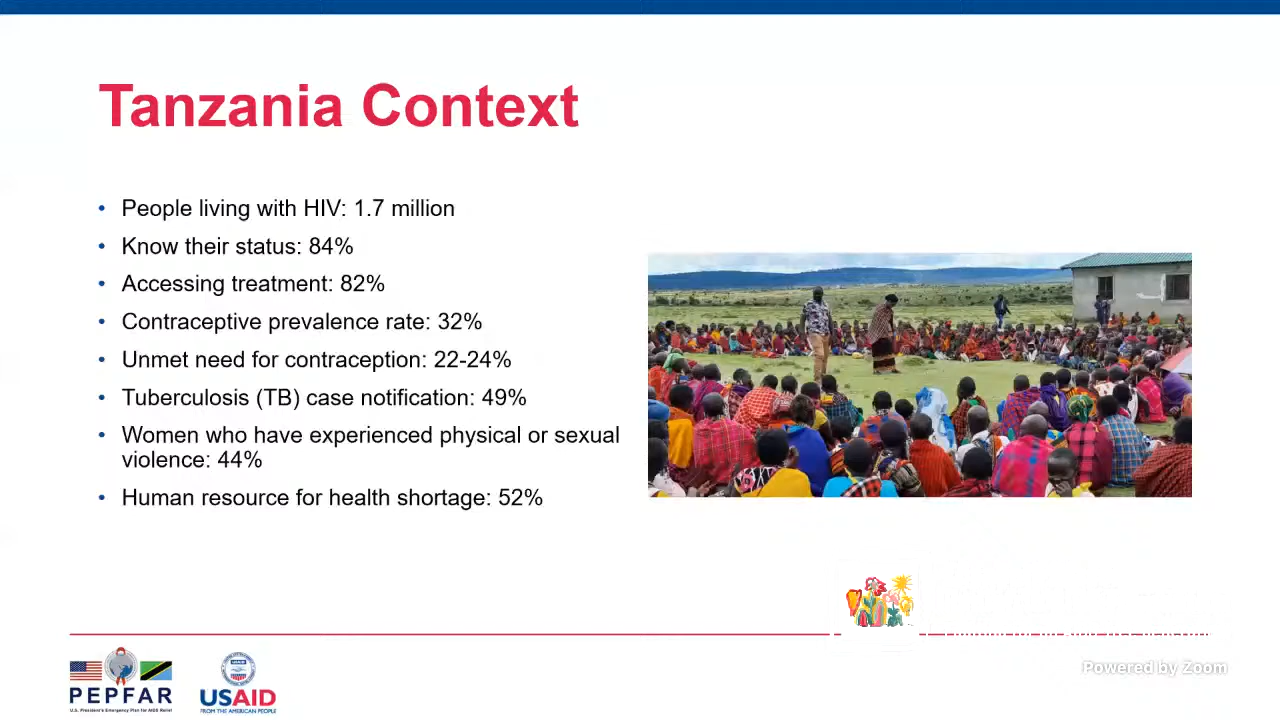 Tanzania Context
• People living with HIV: 1.7 million
• Know their status: 84%
• Accessing treatment: 82%
• Contraceptive prevalence rate: 32%
• Unmet need for contraception: 22-24%
• Tuberculosis (TB) case notification: 49%
• Women who have experienced physical or sexual
violence: 44%
• Human resource for health shortage: 52%
Powered by Zoom
PEPFAR
U.S. President's Emergency Plan for AIDS Relief
USAID
FROM THE AMERICAN PEOPLE